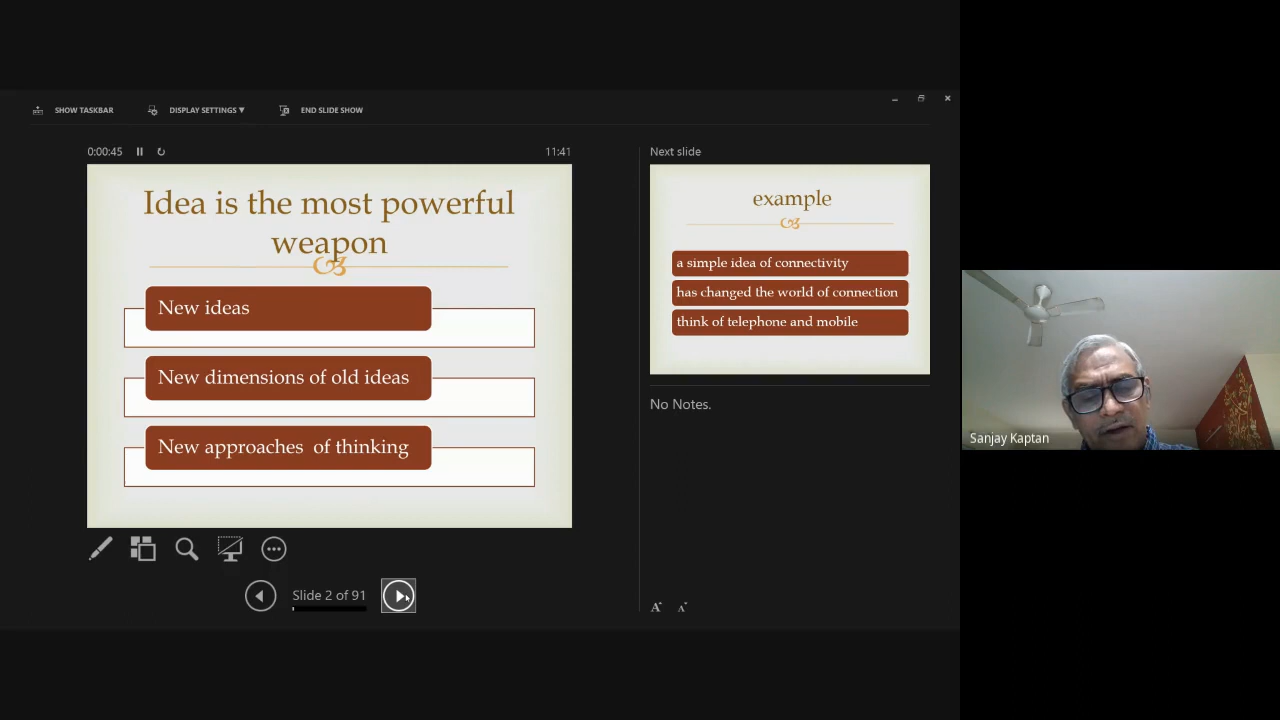 SHOW TASKBAR
DISPLAY SETTINGS ▼
END SLIDE SHOW
0:00:45
11:41
Idea is the most powerful
weapon
New ideas
New dimensions of old ideas
New approaches  of thinking
Slide 2 of 91
Next slide
example
a simple idea of connectivity
has changed the world of connection
think of telephone and mobile
No Notes.
A
A
Sanjay Kaptan